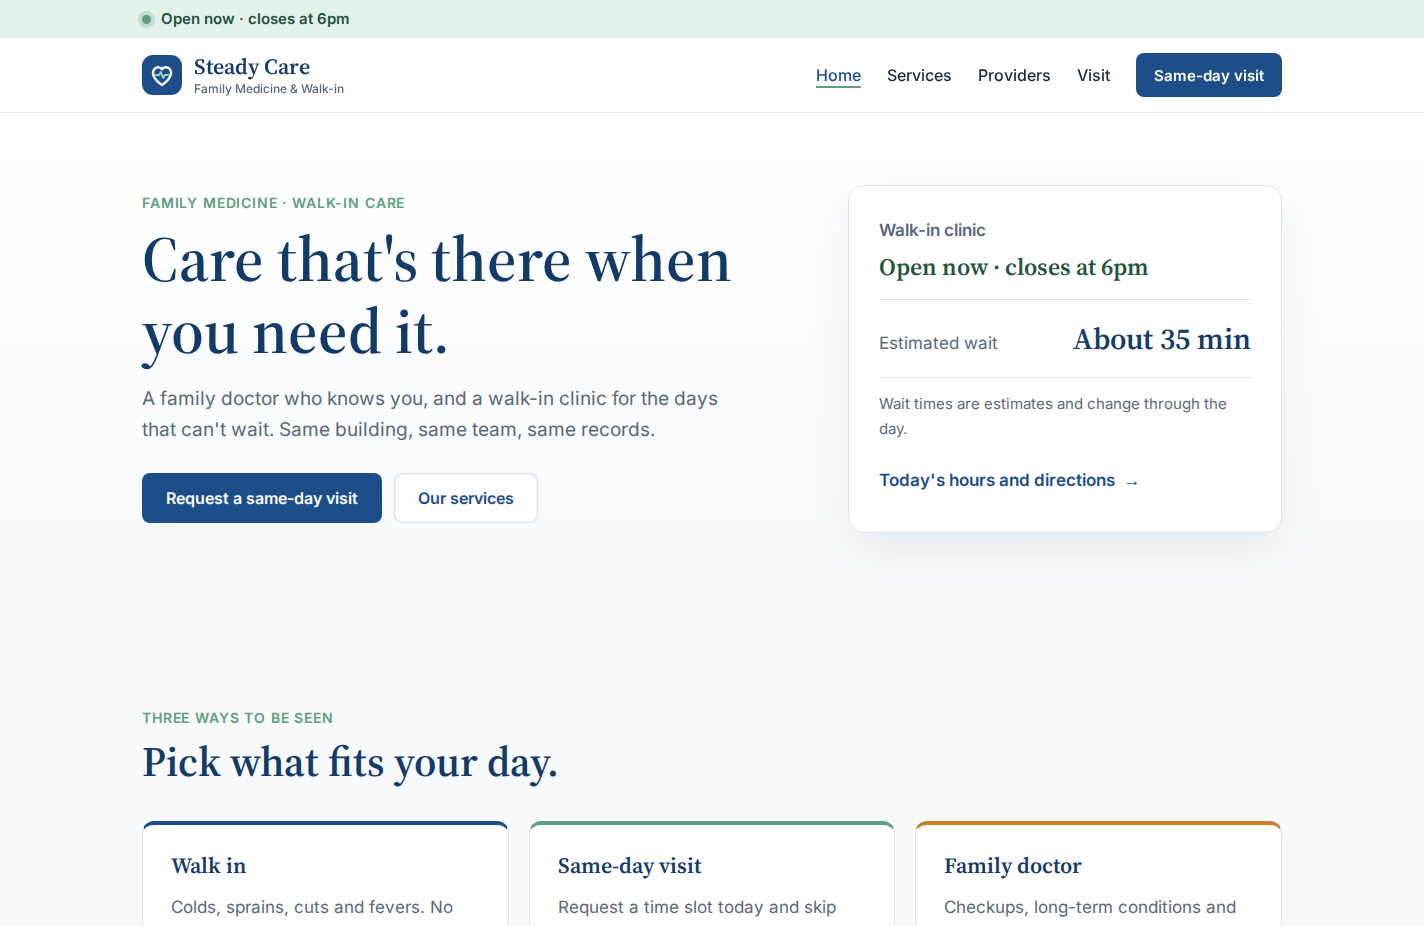 Open now · closes at 6pm
Steady Care
Family Medicine & Walk-in
Home
Services
Providers
Visit
Same-day visit
FAMILY MEDICINE · WALK-IN CARE
Care that's there when
you need it.
A family doctor who knows you, and a walk-in clinic for the days
that can't wait. Same building, same team, same records.
Request a same-day visit
Our services
Walk-in clinic
Open now · closes at 6pm
Estimated wait
About 35 min
Wait times are estimates and change through the
day.
Today's hours and directions →
THREE WAYS TO BE SEEN
Pick what fits your day.
Walk in
Colds, sprains, cuts and fevers. No
Same-day visit
Request a time slot today and skip
Family doctor
Checkups, long-term conditions and